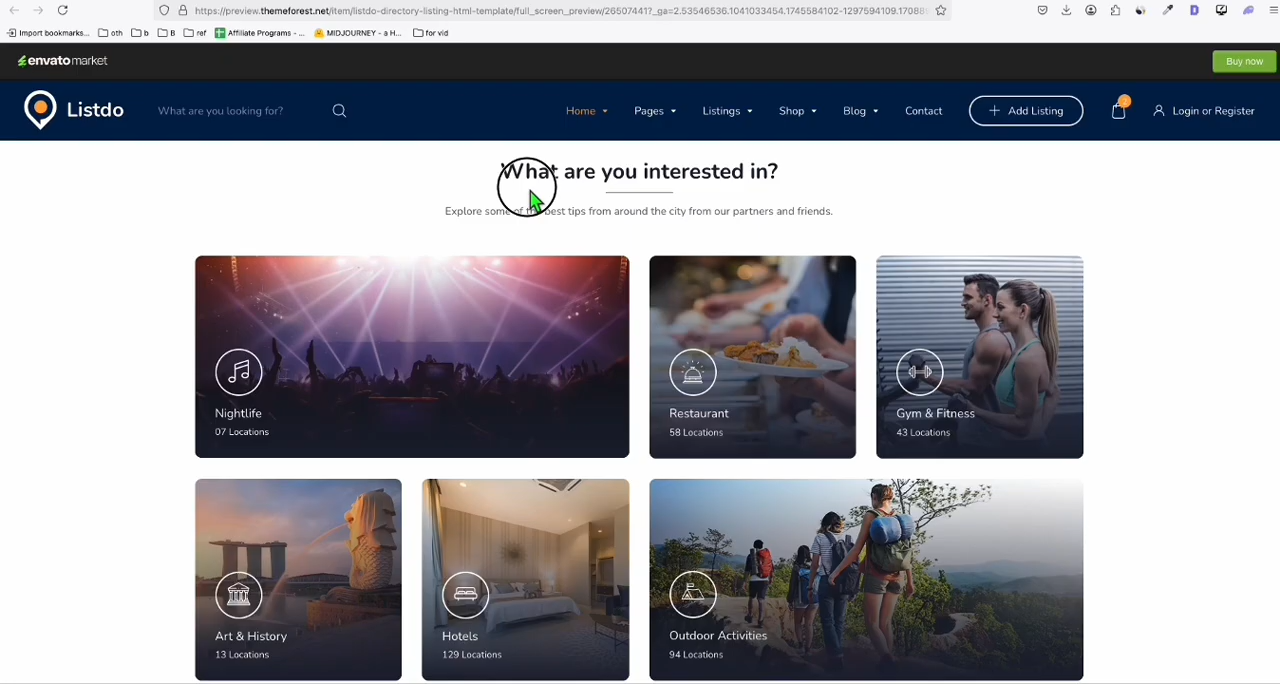 https://preview.themeforest.net/item/listdo-directory-listing-html-template/full_screen_preview/26507441?_ga=2.53546536.1041033454.1745584102-1297594109.17088
Import bookmarks... oth b B ref Affiliate Programs - ... MIDJOURNEY - a H... for vid
envato market Buy now
Listdo What are you looking for? Home Pages Listings Shop Blog Contact Add Listing Login or Register
What are you interested in?
Explore some of the best tips from around the city from our partners and friends.
Nightlife
07 Locations
Restaurant
58 Locations
Gym & Fitness
43 Locations
Art & History
13 Locations
Hotels
129 Locations
Outdoor Activities
94 Locations